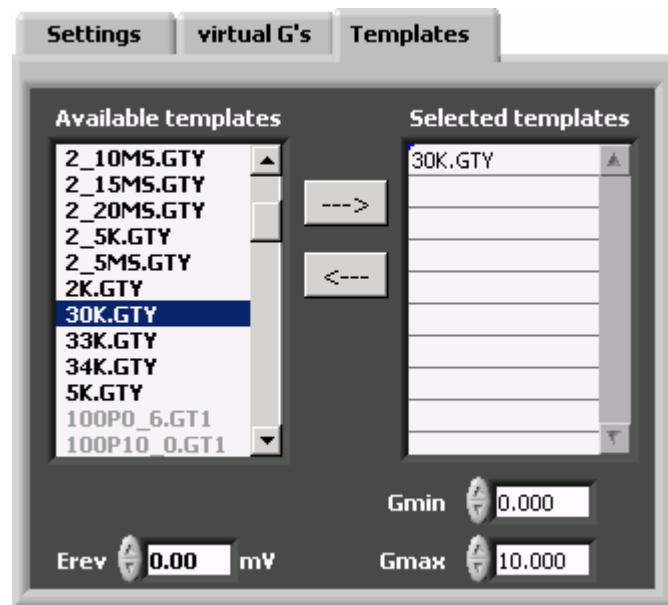 Settings virtual G's Templates
Available templates
2_10MS.GTY
2_15MS.GTY
2_20MS.GTY
2_5K.GTY
2_5MS.GTY
2K.GTY
30K.GTY
33K.GTY
34K.GTY
5K.GTY
100P0_6.GT1
100P10_0.GT1
--->
<---
Selected templates
30K.GTY
Gmin 0.000
Erev 0.00 mV
Gmax 10.000